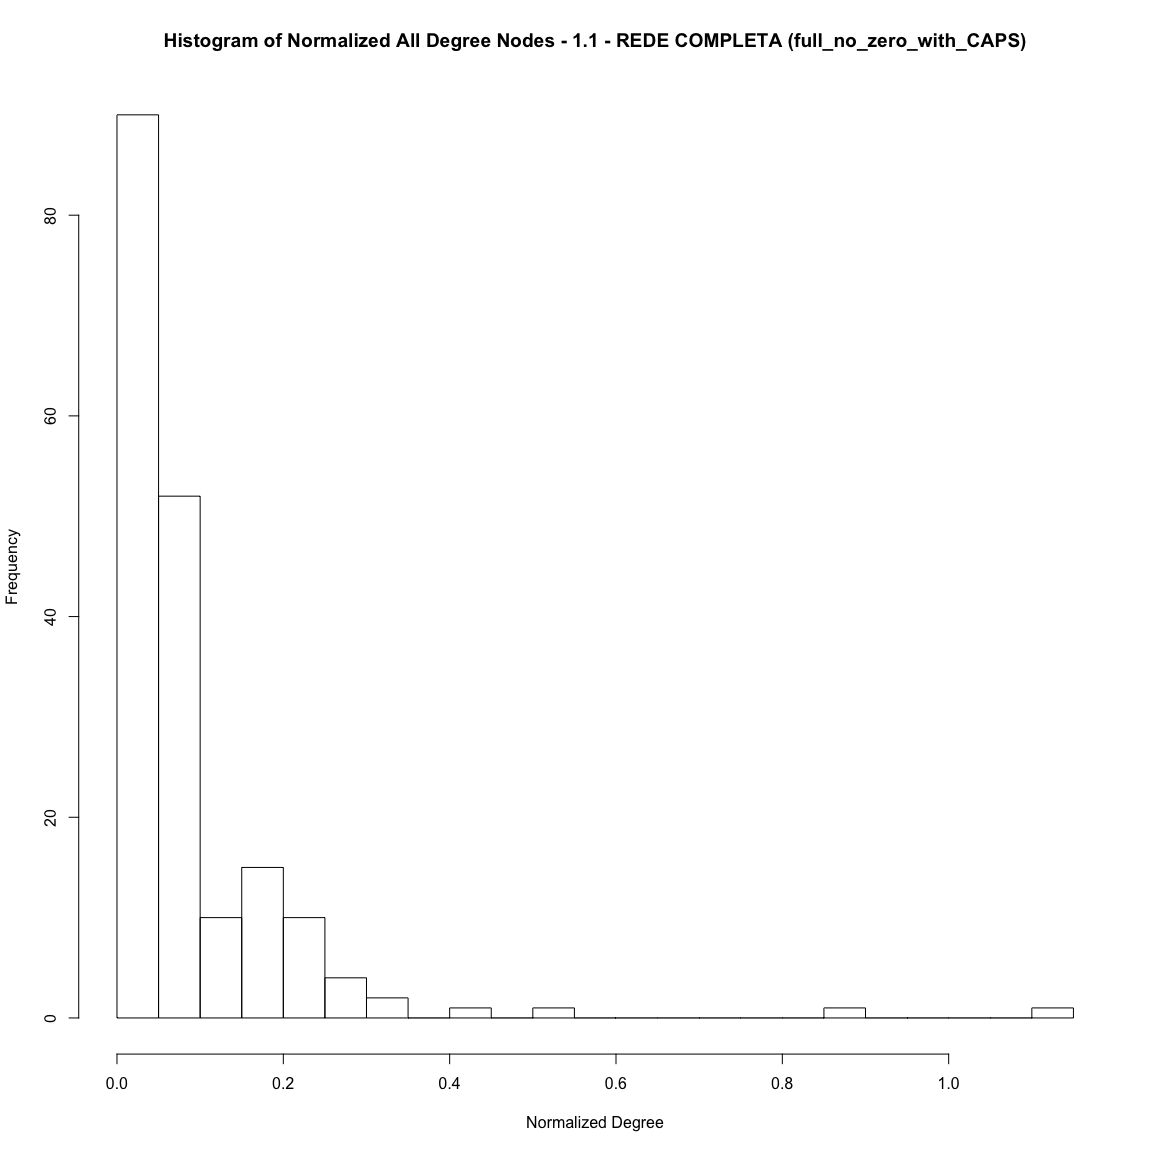 Histogram of Normalized All Degree Nodes - 1.1 - REDE COMPLETA (full_no_zero_with_CAPS)
Frequency
80
60
40
20
0
0.0 0.2 0.4 0.6 0.8 1.0
Normalized Degree